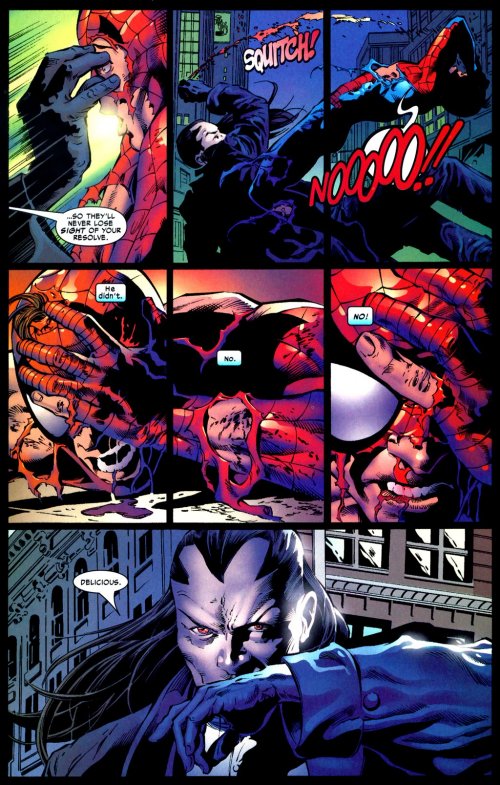 ...SO THEY'LL
NEVER LOSE
SIGHT OF YOUR
RESOLVE.
SQUITCH!
NOOOOO!!
He
didn't.
No.
NO!
DELICIOUS.